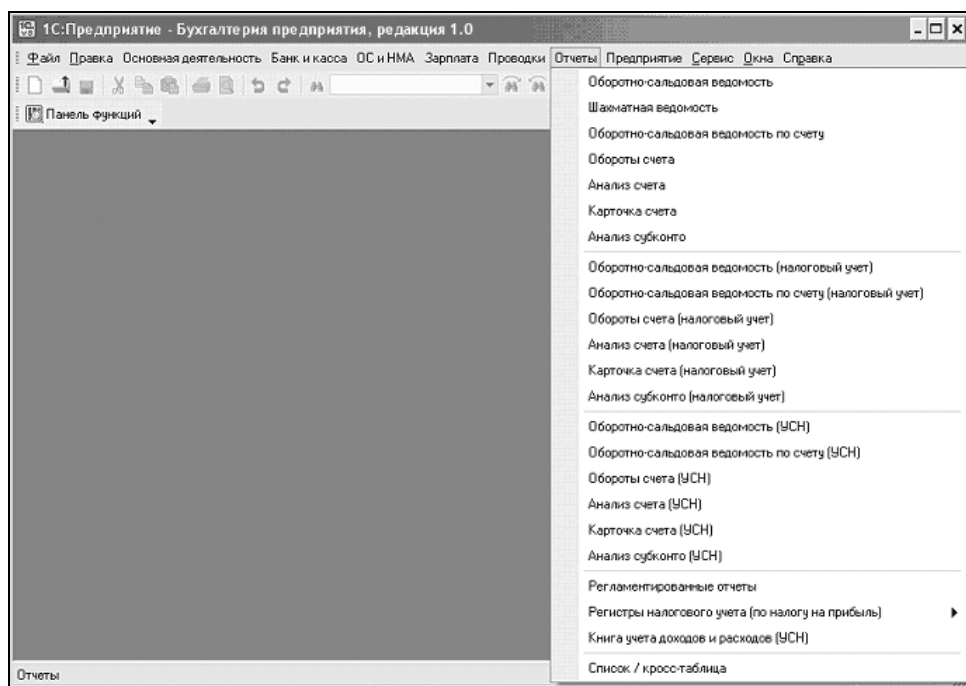 1С:Предприятие - Бухгалтерия предприятия, редакция 1.0
Файл Правка Основная деятельность Банк и касса ОС и НМА Зарплата Проводки Отчеты Предприятие Сервис Окна Справка
Панель функций
Оборотно-сальдовая ведомость
Шахматная ведомость
Оборотно-сальдовая ведомость по счету
Обороты счета
Анализ счета
Карточка счета
Анализ субконто
Оборотно-сальдовая ведомость (налоговый учет)
Оборотно-сальдовая ведомость по счету (налоговый учет)
Обороты счета (налоговый учет)
Анализ счета (налоговый учет)
Карточка счета (налоговый учет)
Анализ субконто (налоговый учет)
Оборотно-сальдовая ведомость (УСН)
Оборотно-сальдовая ведомость по счету (УСН)
Обороты счета (УСН)
Анализ счета (УСН)
Карточка счета (УСН)
Анализ субконто (УСН)
Регламентированные отчеты
Регистры налогового учета (по налогу на прибыль)
Книга учета доходов и расходов (УСН)
Список / кросс-таблица
Отчеты